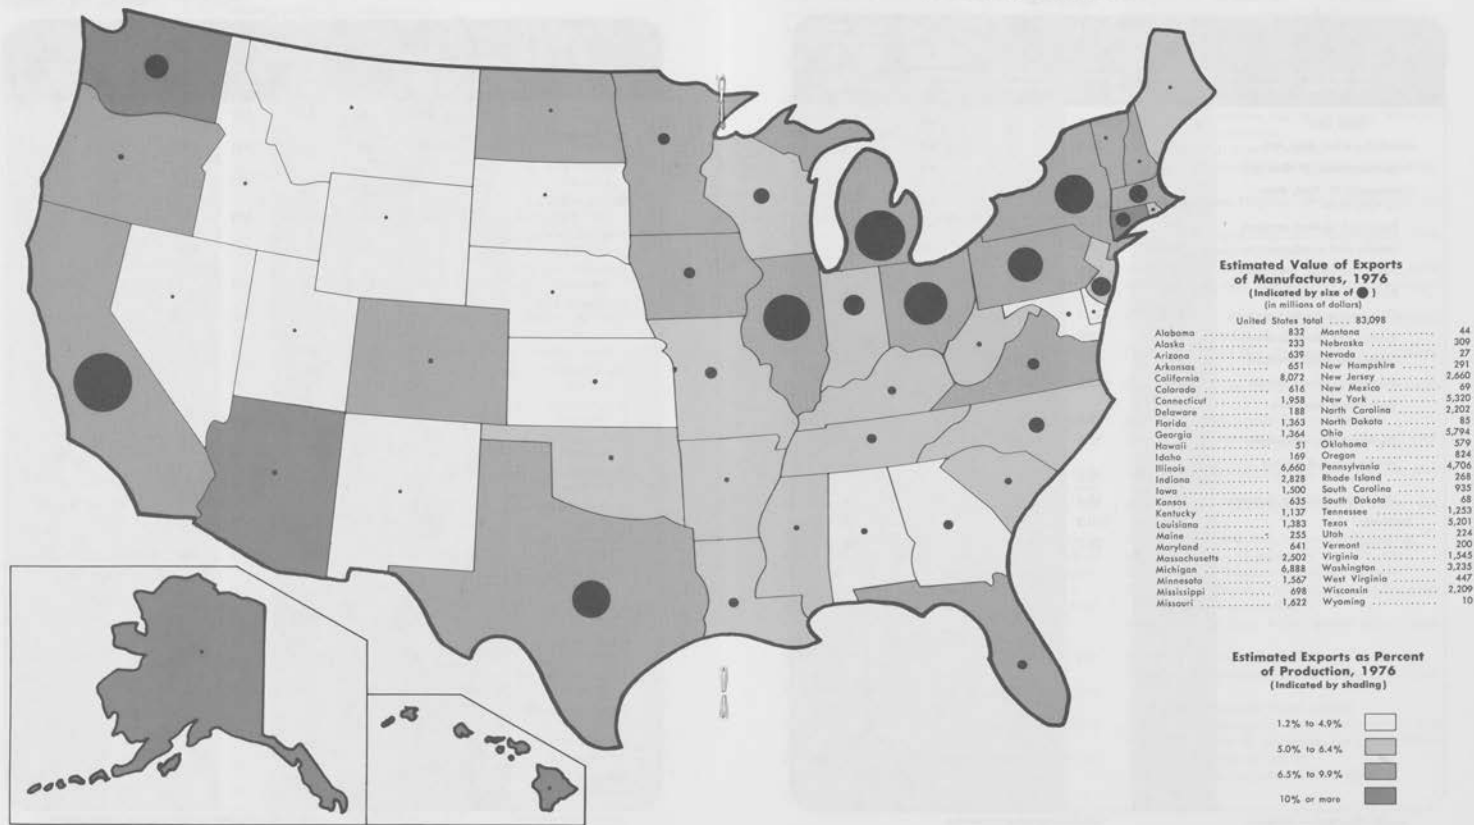 Estimated Value of Exports
of Manufactures, 1976
(Indicated by size of ●)
(in millions of dollars)
United States total .... 83,098
Alabama 832 Montana 44
Alaska 233 Nebraska 309
Arizona 639 Nevada 27
Arkansas 651 New Hampshire 291
California 8,072 New Jersey 2,660
Colorado 616 New Mexico 69
Connecticut 1,958 New York 5,320
Delaware 188 North Carolina 2,202
Florida 1,363 North Dakota 85
Georgia 1,364 Ohio 5,794
Hawaii 51 Oklahoma 579
Idaho 169 Oregon 824
Illinois 6,660 Pennsylvania 4,706
Indiana 2,828 Rhode Island 268
Iowa 1,500 South Carolina 935
Kansas 635 South Dakota 68
Kentucky 1,137 Tennessee 1,253
Louisiana 1,383 Texas 5,201
Maine 255 Utah 224
Maryland 641 Vermont 200
Massachusetts 2,502 Virginia 1,545
Michigan 6,888 Washington 3,235
Minnesota 1,567 West Virginia 447
Mississippi 698 Wisconsin 2,209
Missouri 1,622 Wyoming 10
Estimated Exports as Percent
of Production, 1976
(Indicated by shading)
1.2% to 4.9%
5.0% to 6.4%
6.5% to 9.9%
10% or more